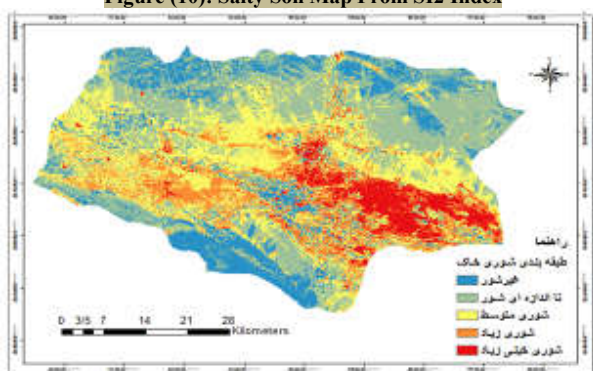 Figure (10): Salty Soil Map From SI2 Index
راهنما
طبقه بندی شوری خاک
غیرشور
تا اندازه ای شور
شوری متوسط
شوری زیاد
شوری خیلی زیاد
0 3/5 7 14 21 28
Kilometers